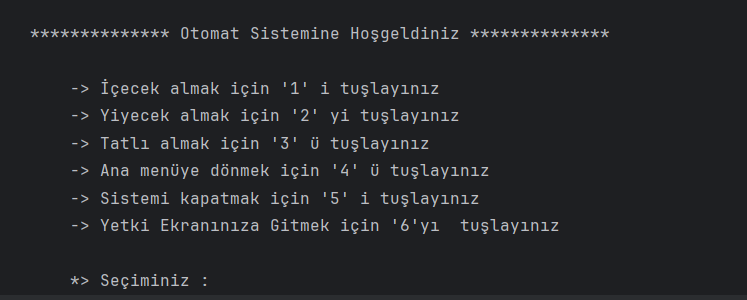 ************** Otomat Sistemine Hoşgeldiniz **************
-> İçecek almak için '1' i tuşlayınız
-> Yiyecek almak için '2' yi tuşlayınız
-> Tatlı almak için '3' ü tuşlayınız
-> Ana menüye dönmek için '4' ü tuşlayınız
-> Sistemi kapatmak için '5' i tuşlayınız
-> Yetki Ekranınıza Gitmek için '6'yı  tuşlayınız
*> Seçiminiz :